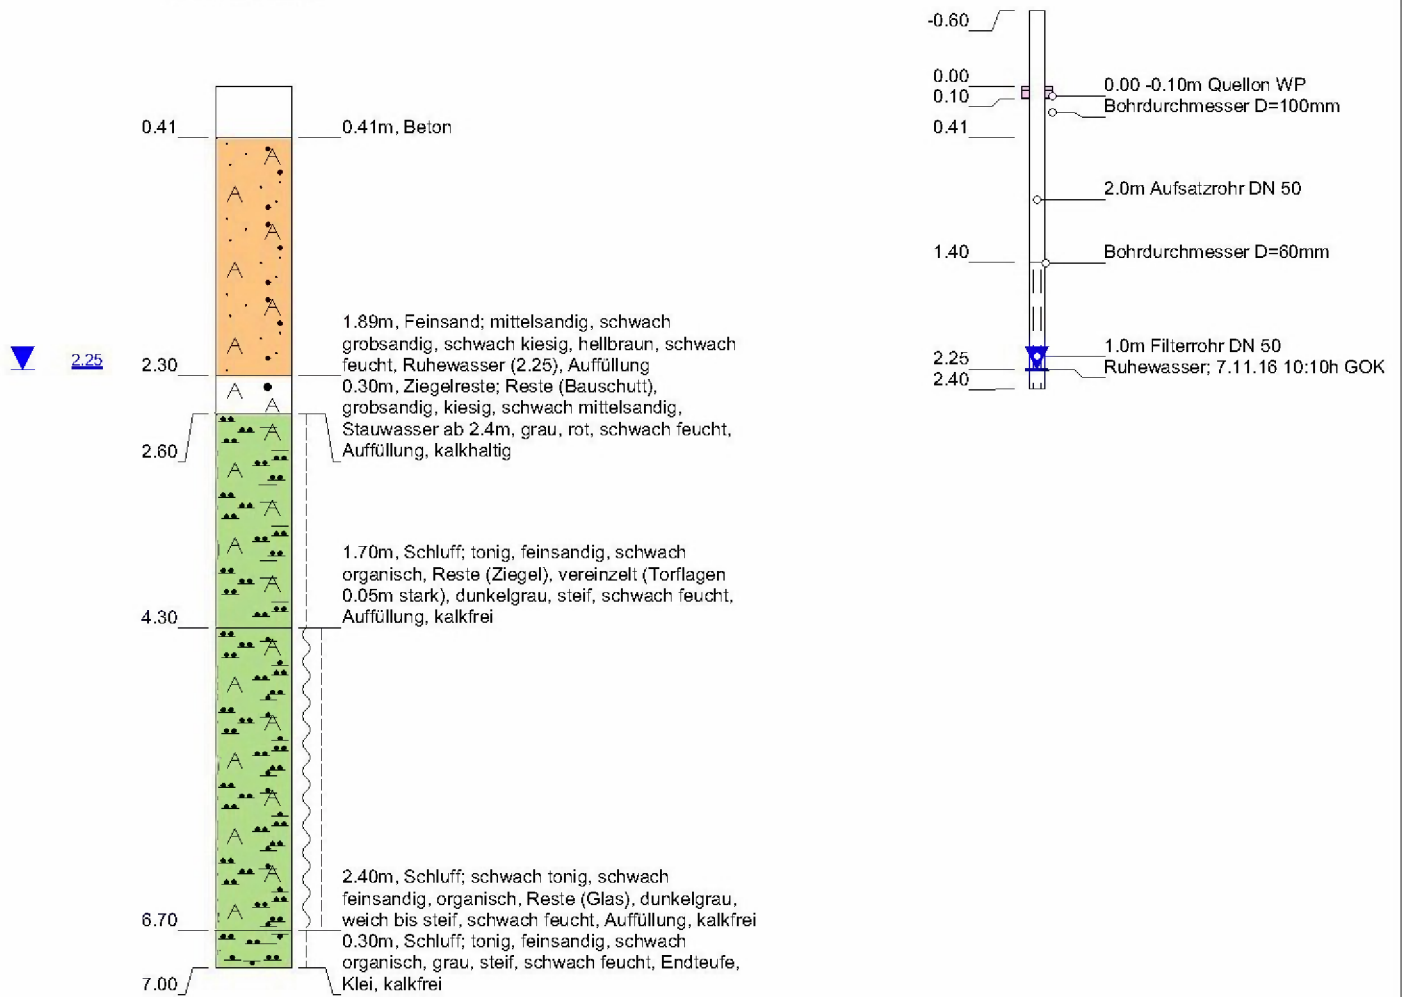 0.41
0.41m, Beton
1.89m, Feinsand; mittelsandig, schwach
grobsandig, schwach kiesig, hellbraun, schwach
feucht, Ruhewasser (2.25), Auffüllung
2.25
2.30
0.30m, Ziegelreste; Reste (Bauschutt),
grobsandig, kiesig, schwach mittelsandig,
Stauwasser ab 2.4m, grau, rot, schwach feucht,
Auffüllung, kalkhaltig
2.60
1.70m, Schluff; tonig, feinsandig, schwach
organisch, Reste (Ziegel), vereinzelt (Torflagen
0.05m stark), dunkelgrau, steif, schwach feucht,
Auffüllung, kalkfrei
4.30
2.40m, Schluff; schwach tonig, schwach
feinsandig, organisch, Reste (Glas), dunkelgrau,
weich bis steif, schwach feucht, Auffüllung, kalkfrei
6.70
0.30m, Schluff; tonig, feinsandig, schwach
organisch, grau, steif, schwach feucht, Endteufe,
Klei, kalkfrei
7.00
-0.60
0.00
0.10
0.41
0.00 -0.10m Quellon WP
Bohrdurchmesser D=100mm
2.0m Aufsatzrohr DN 50
1.40
Bohrdurchmesser D=60mm
1.0m Filterrohr DN 50
2.25
Ruhewasser; 7.11.16 10:10h GOK
2.40